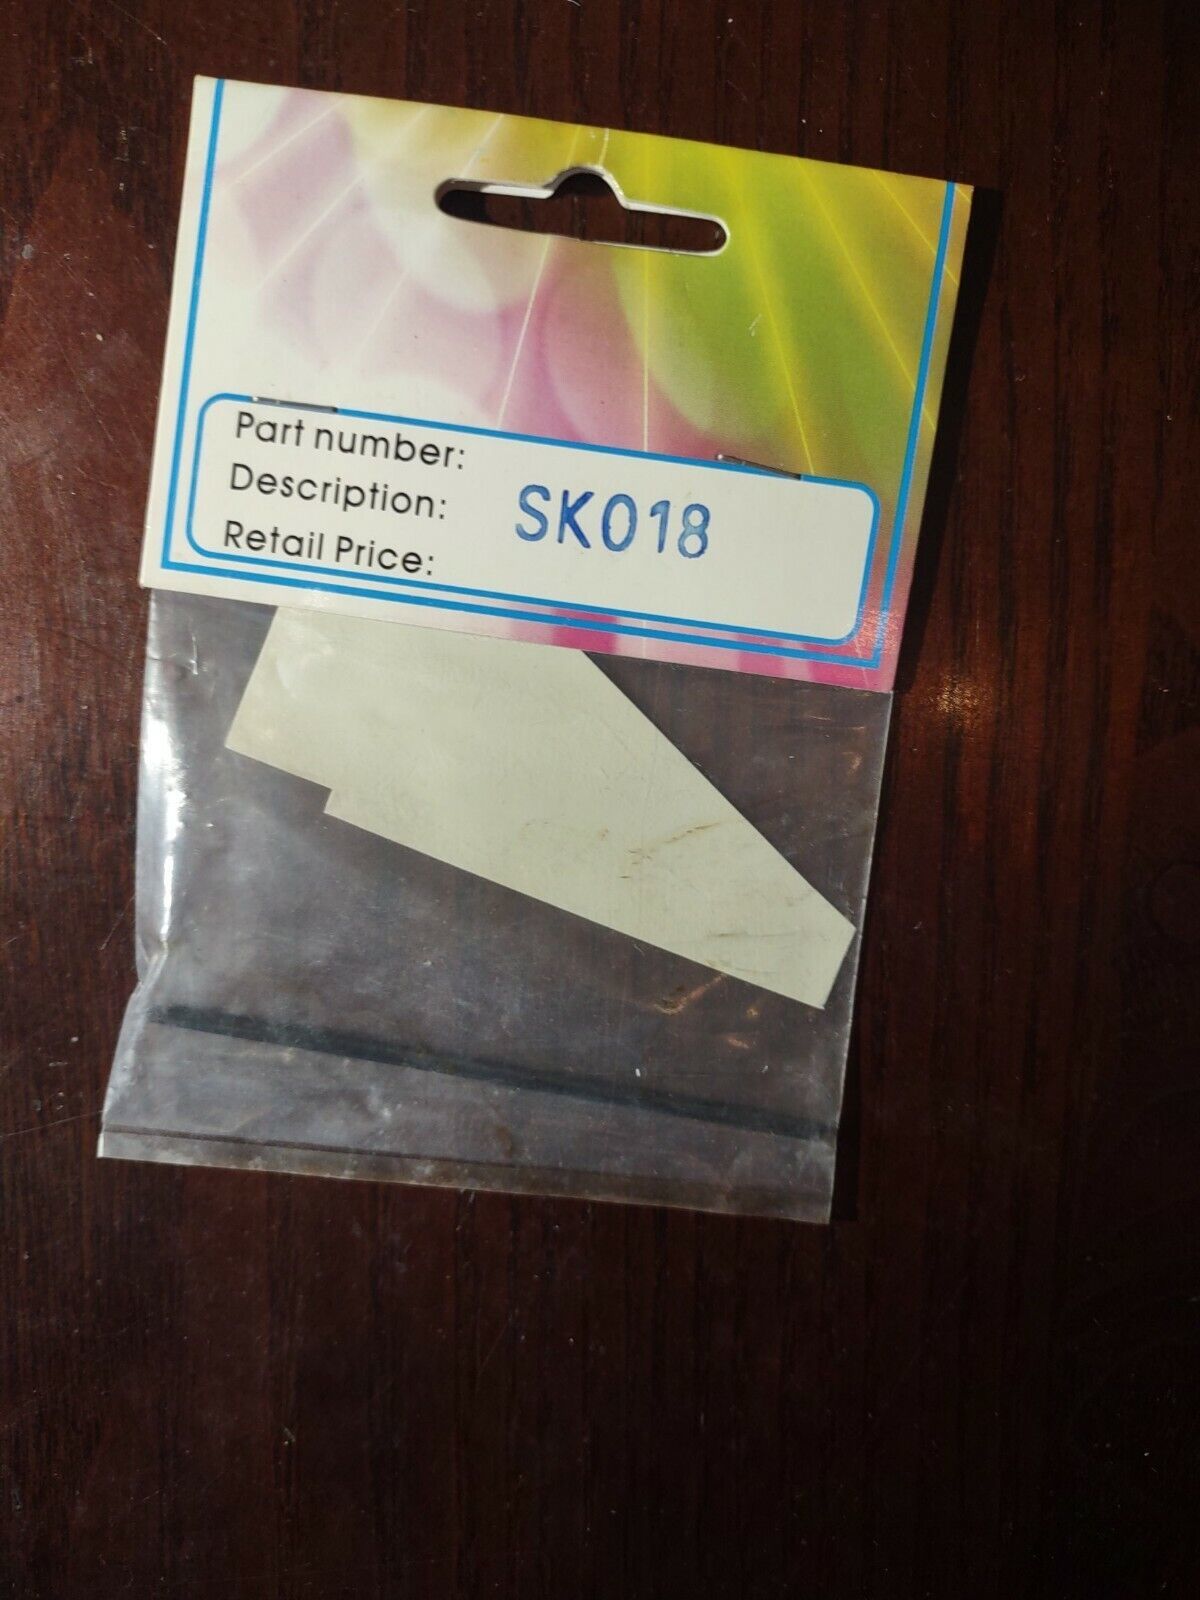 Part number:
Description: SK018
Retail Price: